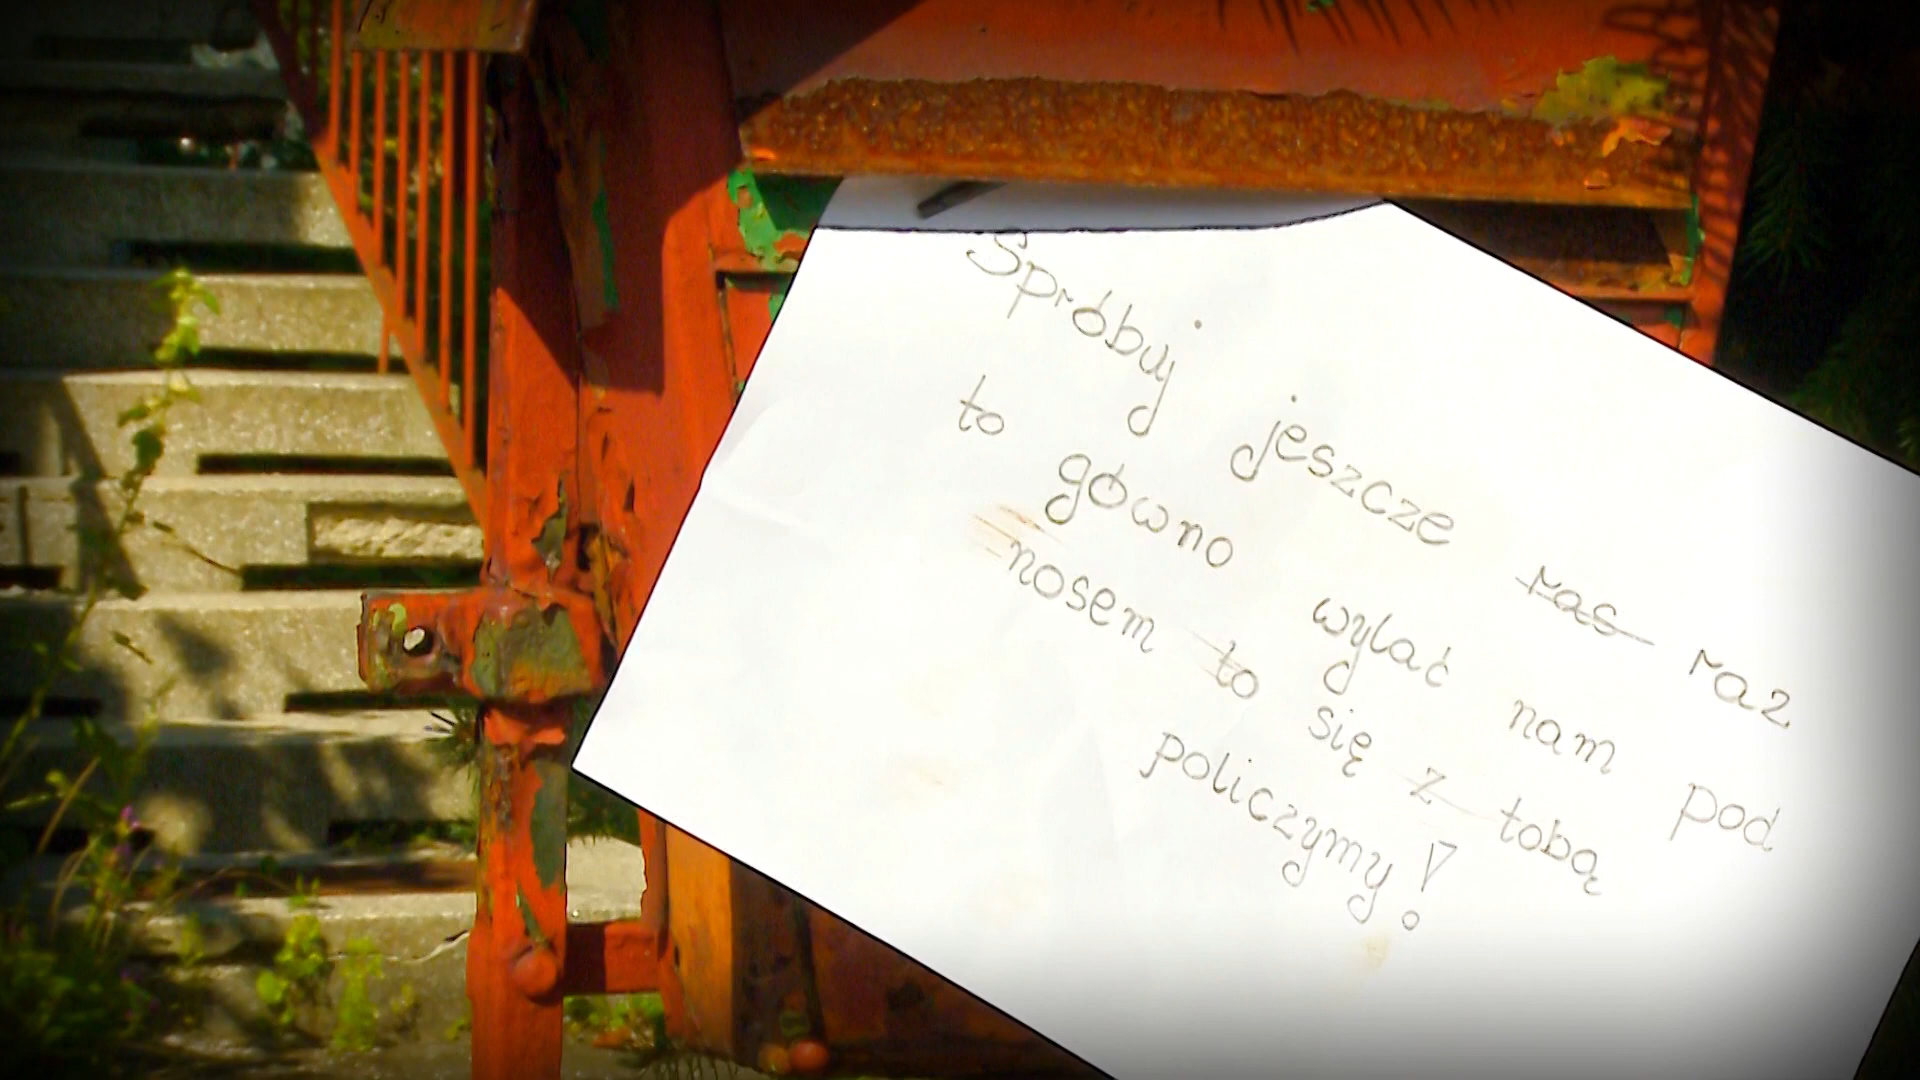 Spróbuj jeszcze ras raz
to gówno wylać nam pod
nosem to się z tobą
policzymy!